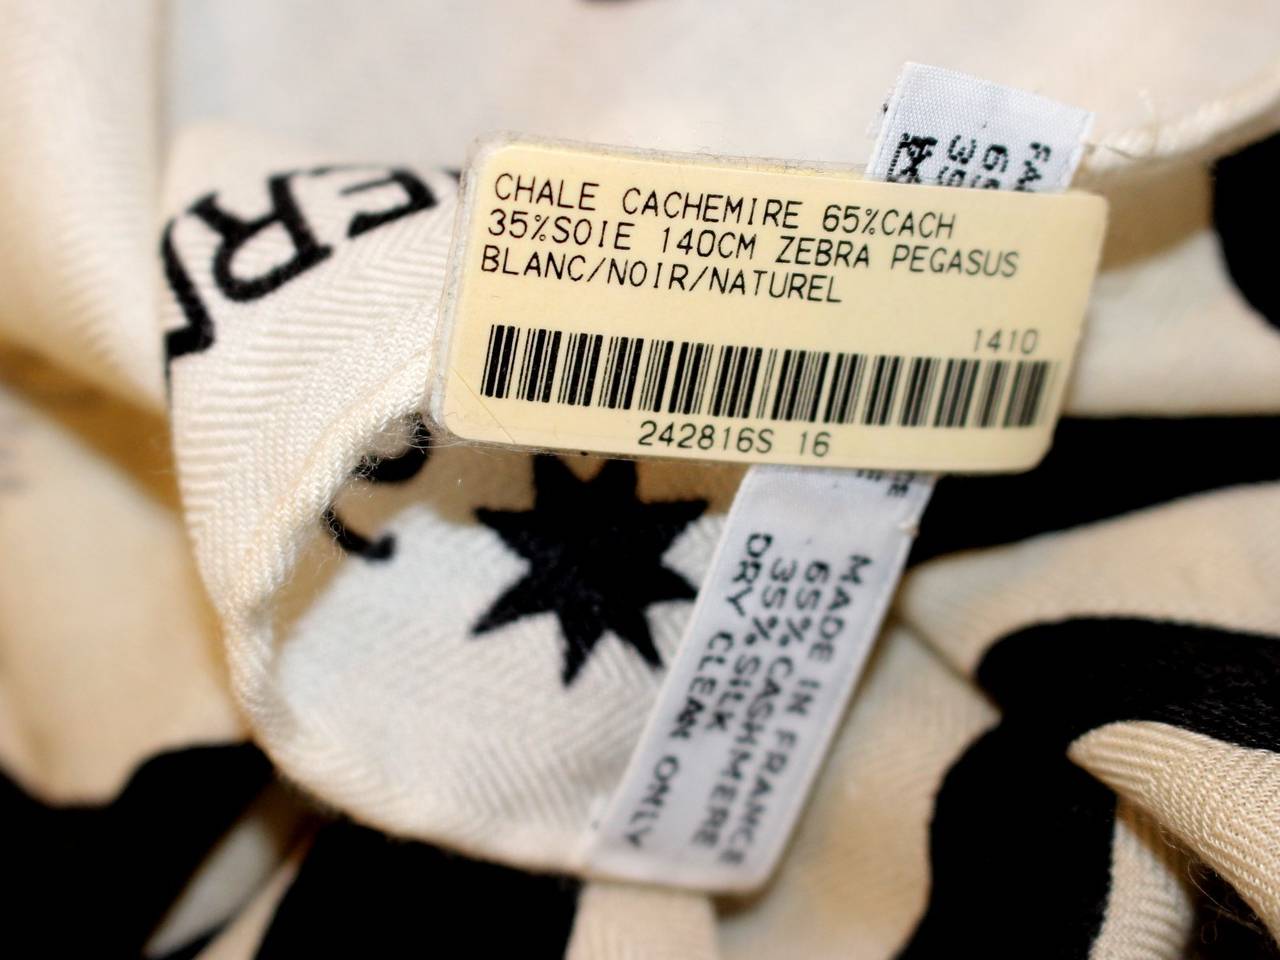 CHALE CACHEMIRE 65%CACH
35%SOIE 140CM ZEBRA PEGASUS
BLANC/NOIR/NATUREL
1410
242816S 16
MADE IN FRANCE
65% CASHMERE
35% SILK
DRY CLEAN ONLY